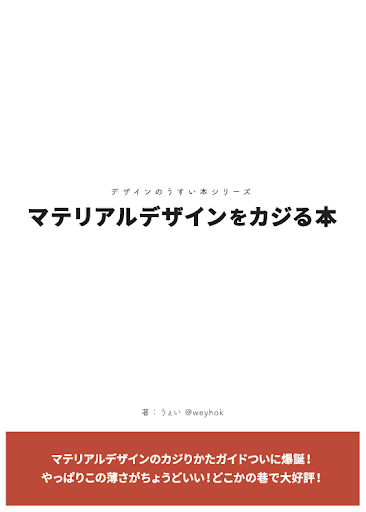 デザインのうすい本シリーズ
マテリアルデザインをカジる本
著：うぇい @weyhok
マテリアルデザインのカジりかたガイドついに爆誕！
やっぱりこの薄さがちょうどいい！どこかの巷で大好評！